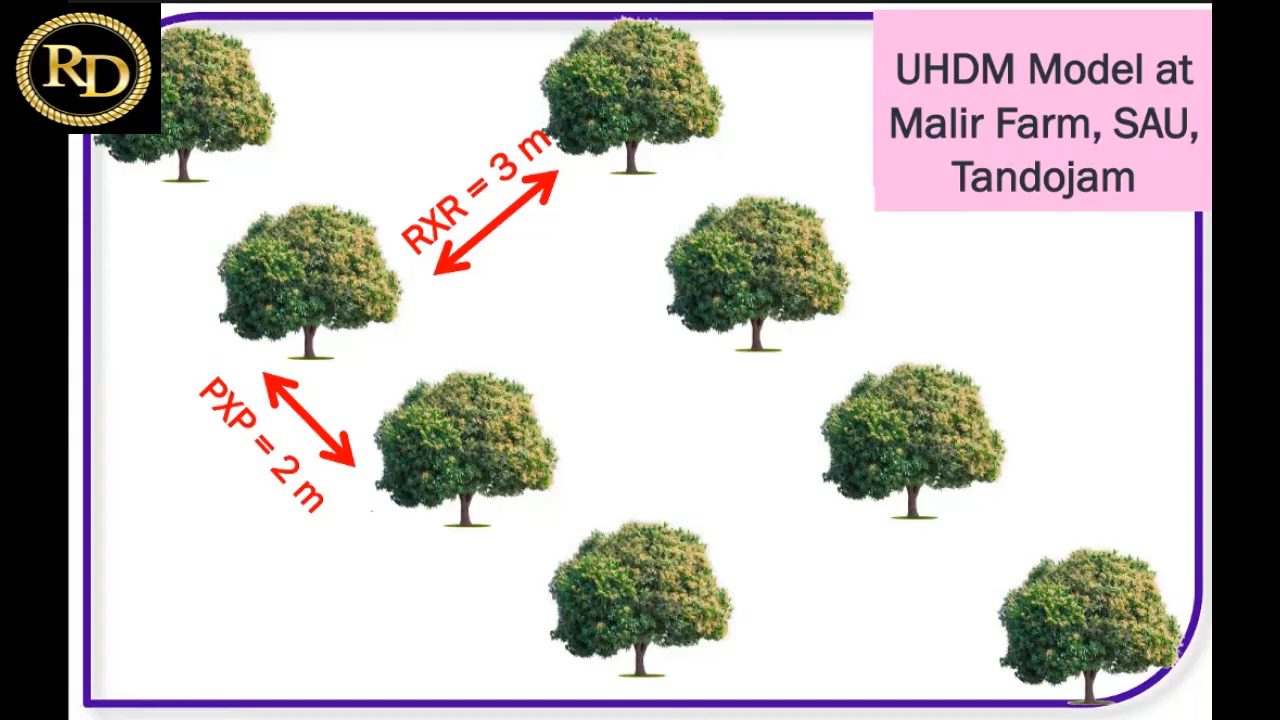 RD
UHDM Model at
Malir Farm, SAU,
Tandojam
RXR = 3 m
PXP = 2 m